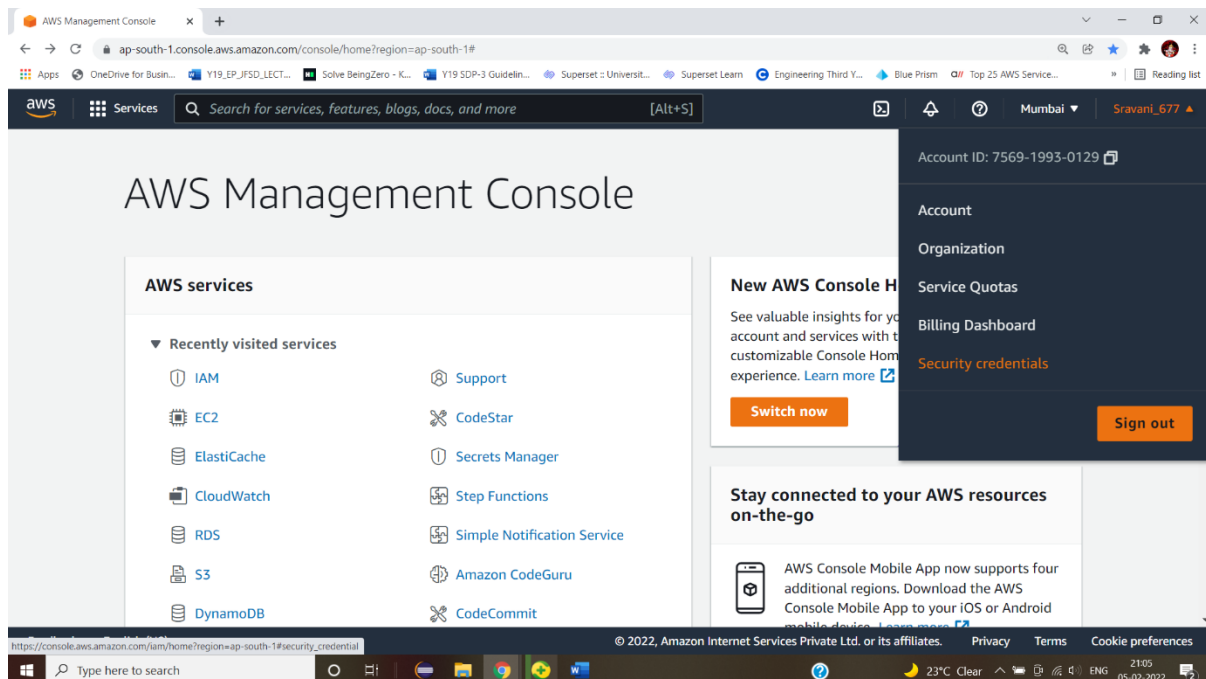 AWS Management Console
ap-south-1.console.aws.amazon.com/console/home?region=ap-south-1#
Apps OneDrive for Busin... Y19_EP_JFSD_LECT... Solve BeingZero - K... Y19 SDP-3 Guidelin... Superset :: Universit... Superset Learn Engineering Third Y... Blue Prism Top 25 AWS Service... » Reading list
aws Services Search for services, features, blogs, docs, and more [Alt+S] Mumbai ▼ Sravani_677 ▲
Account ID: 7569-1993-0129
Account
Organization
Service Quotas
Billing Dashboard
Security credentials
Sign out
AWS Management Console
AWS services
▼ Recently visited services
IAM
Support
EC2
CodeStar
ElastiCache
Secrets Manager
CloudWatch
Step Functions
RDS
Simple Notification Service
S3
Amazon CodeGuru
DynamoDB
CodeCommit
New AWS Console H
See valuable insights for yo
account and services with t
customizable Console Hom
experience. Learn more
Switch now
Stay connected to your AWS resources
on-the-go
AWS Console Mobile App now supports four
additional regions. Download the AWS
Console Mobile App to your iOS or Android
mobile device. Learn more
https://console.aws.amazon.com/iam/home?region=ap-south-1#security_credential
© 2022, Amazon Internet Services Private Ltd. or its affiliates. Privacy Terms Cookie preferences
Type here to search 23°C Clear ENG 21:05
05-02-2022